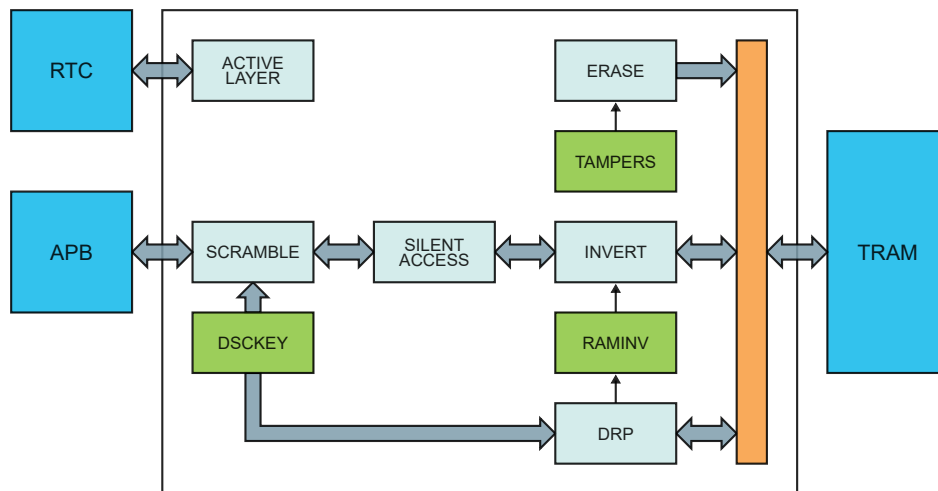 RTC
ACTIVE
LAYER
ERASE
TAMPERS
APB
SCRAMBLE
SILENT
ACCESS
INVERT
TRAM
DSCKEY
RAMINV
DRP